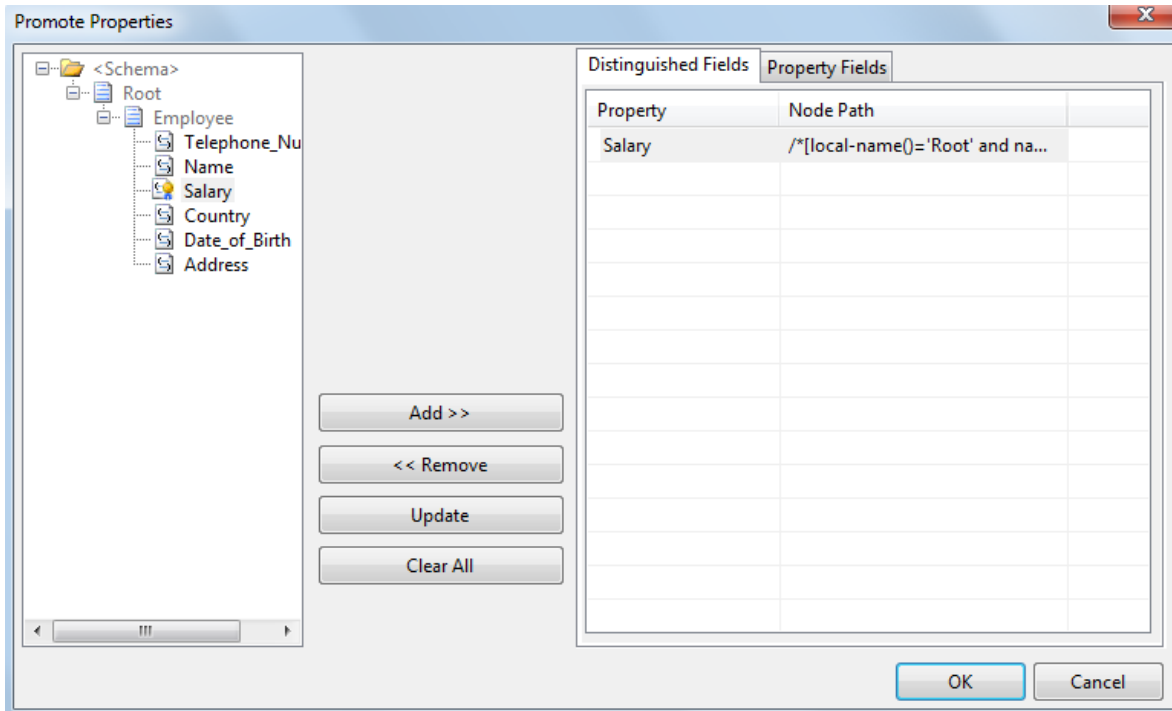 Promote Properties
X
<Schema>
Root
Employee
Telephone_Nu
Name
Salary
Country
Date_of_Birth
Address
Add >>
<< Remove
Update
Clear All
Distinguished Fields Property Fields
Property Node Path
Salary /*[local-name()='Root' and na...
OK Cancel